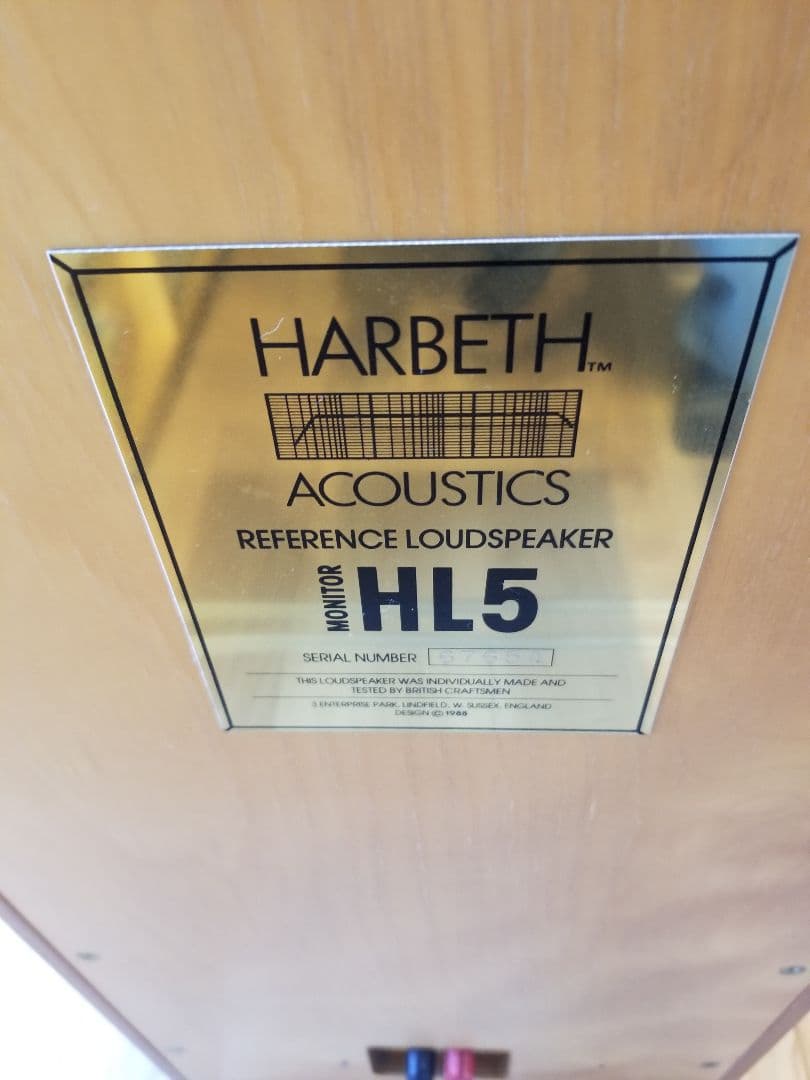 HARBETH™
ACOUSTICS
REFERENCE LOUDSPEAKER
MONITOR HL5
SERIAL NUMBER
THIS LOUDSPEAKER WAS INDIVIDUALLY MADE AND
TESTED BY BRITISH CRAFTSMEN
3 ENTERPRISE PARK, LINDFIELD, W. SUSSEX, ENGLAND
DESIGN © 1988